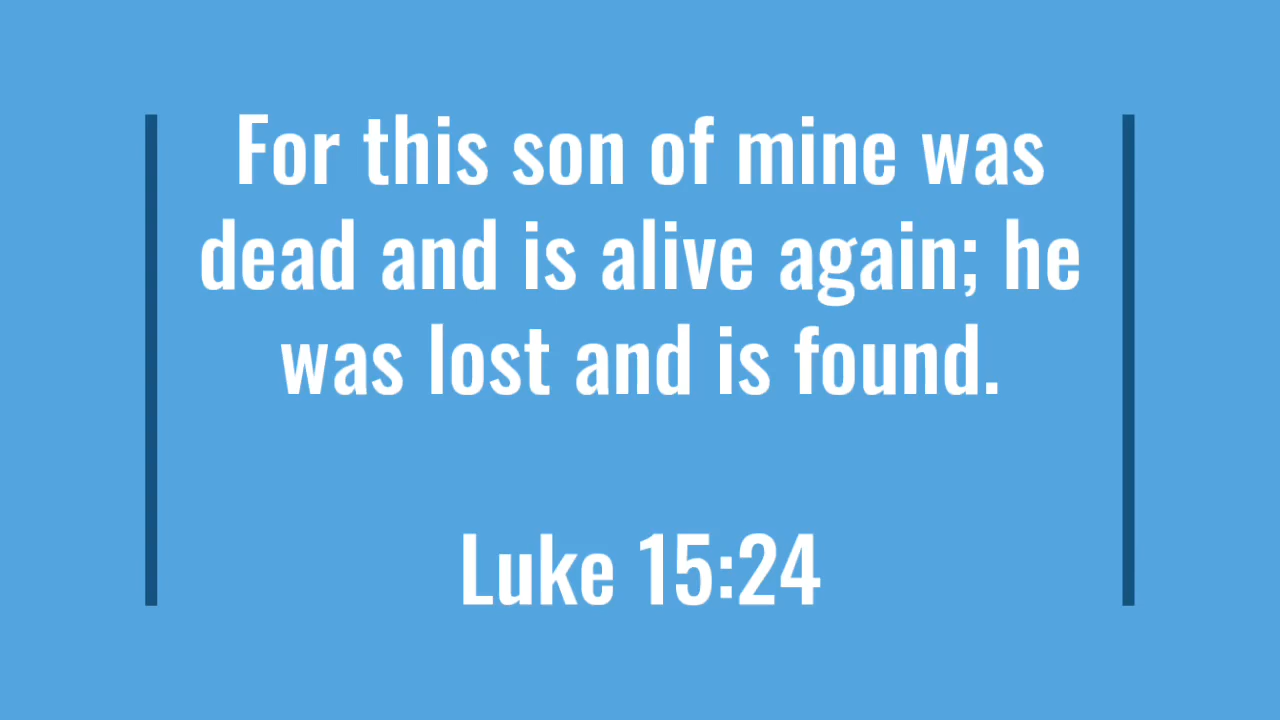 For this son of mine was
dead and is alive again; he
was lost and is found.
Luke 15:24